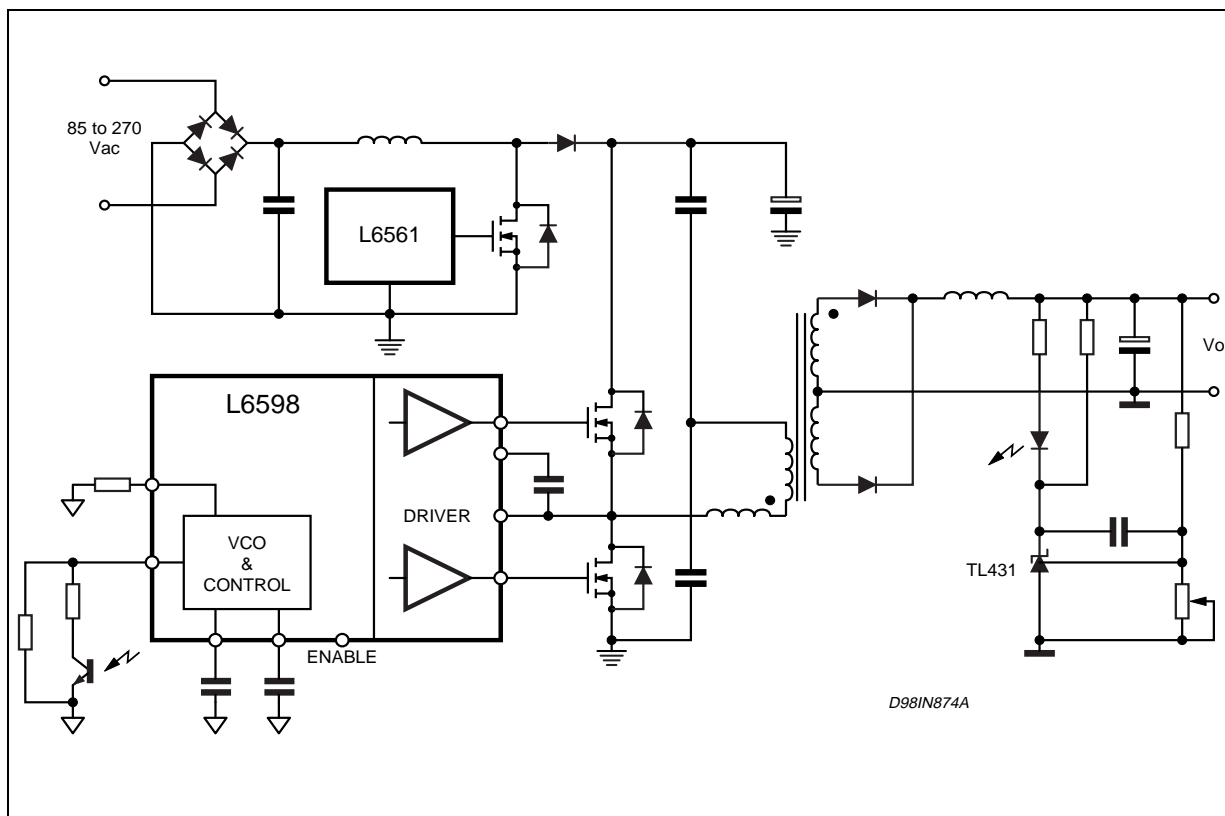 85 to 270
Vac
L6561
L6598
Vo
DRIVER
VCO
&
CONTROL
TL431
ENABLE
D98IN874A